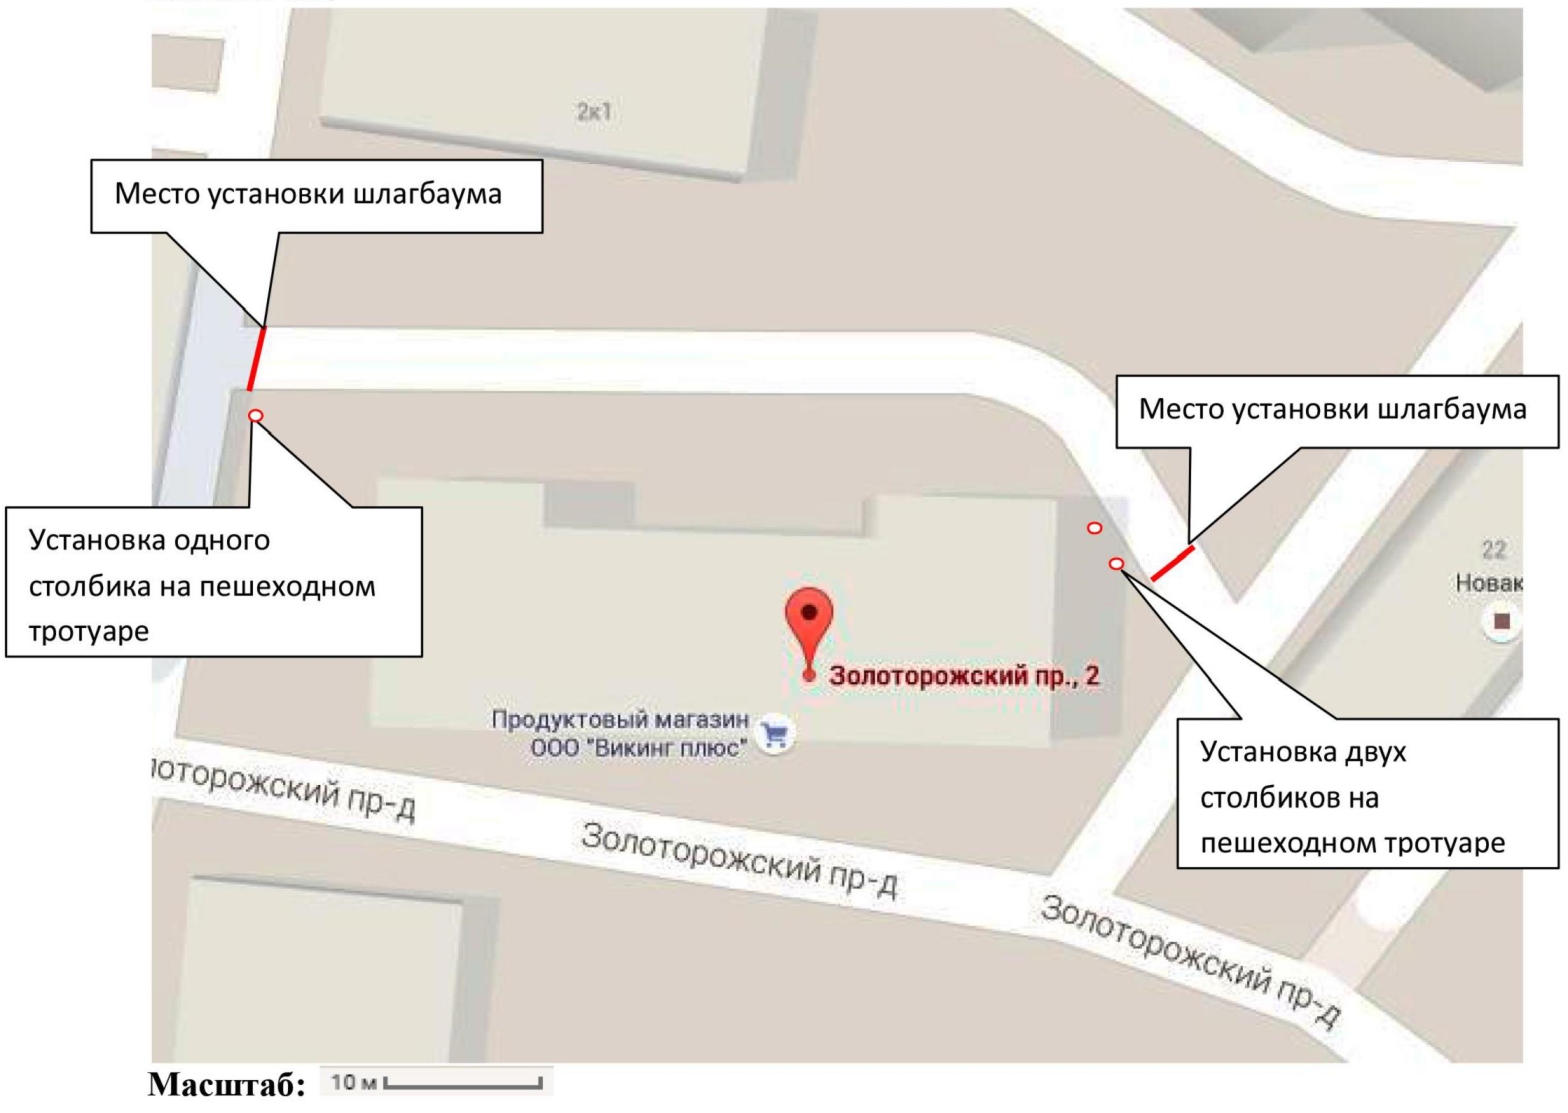 2к1
Место установки шлагбаума
Место установки шлагбаума
Установка одного
столбика на пешеходном
тротуаре
22
Новак
Золоторожский пр., 2
Продуктовый магазин
ООО "Викинг плюс"
Установка двух
столбиков на
пешеходном тротуаре
лоторожский пр-д
Золоторожский пр-д
Золоторожский пр-д
Масштаб: 10 м